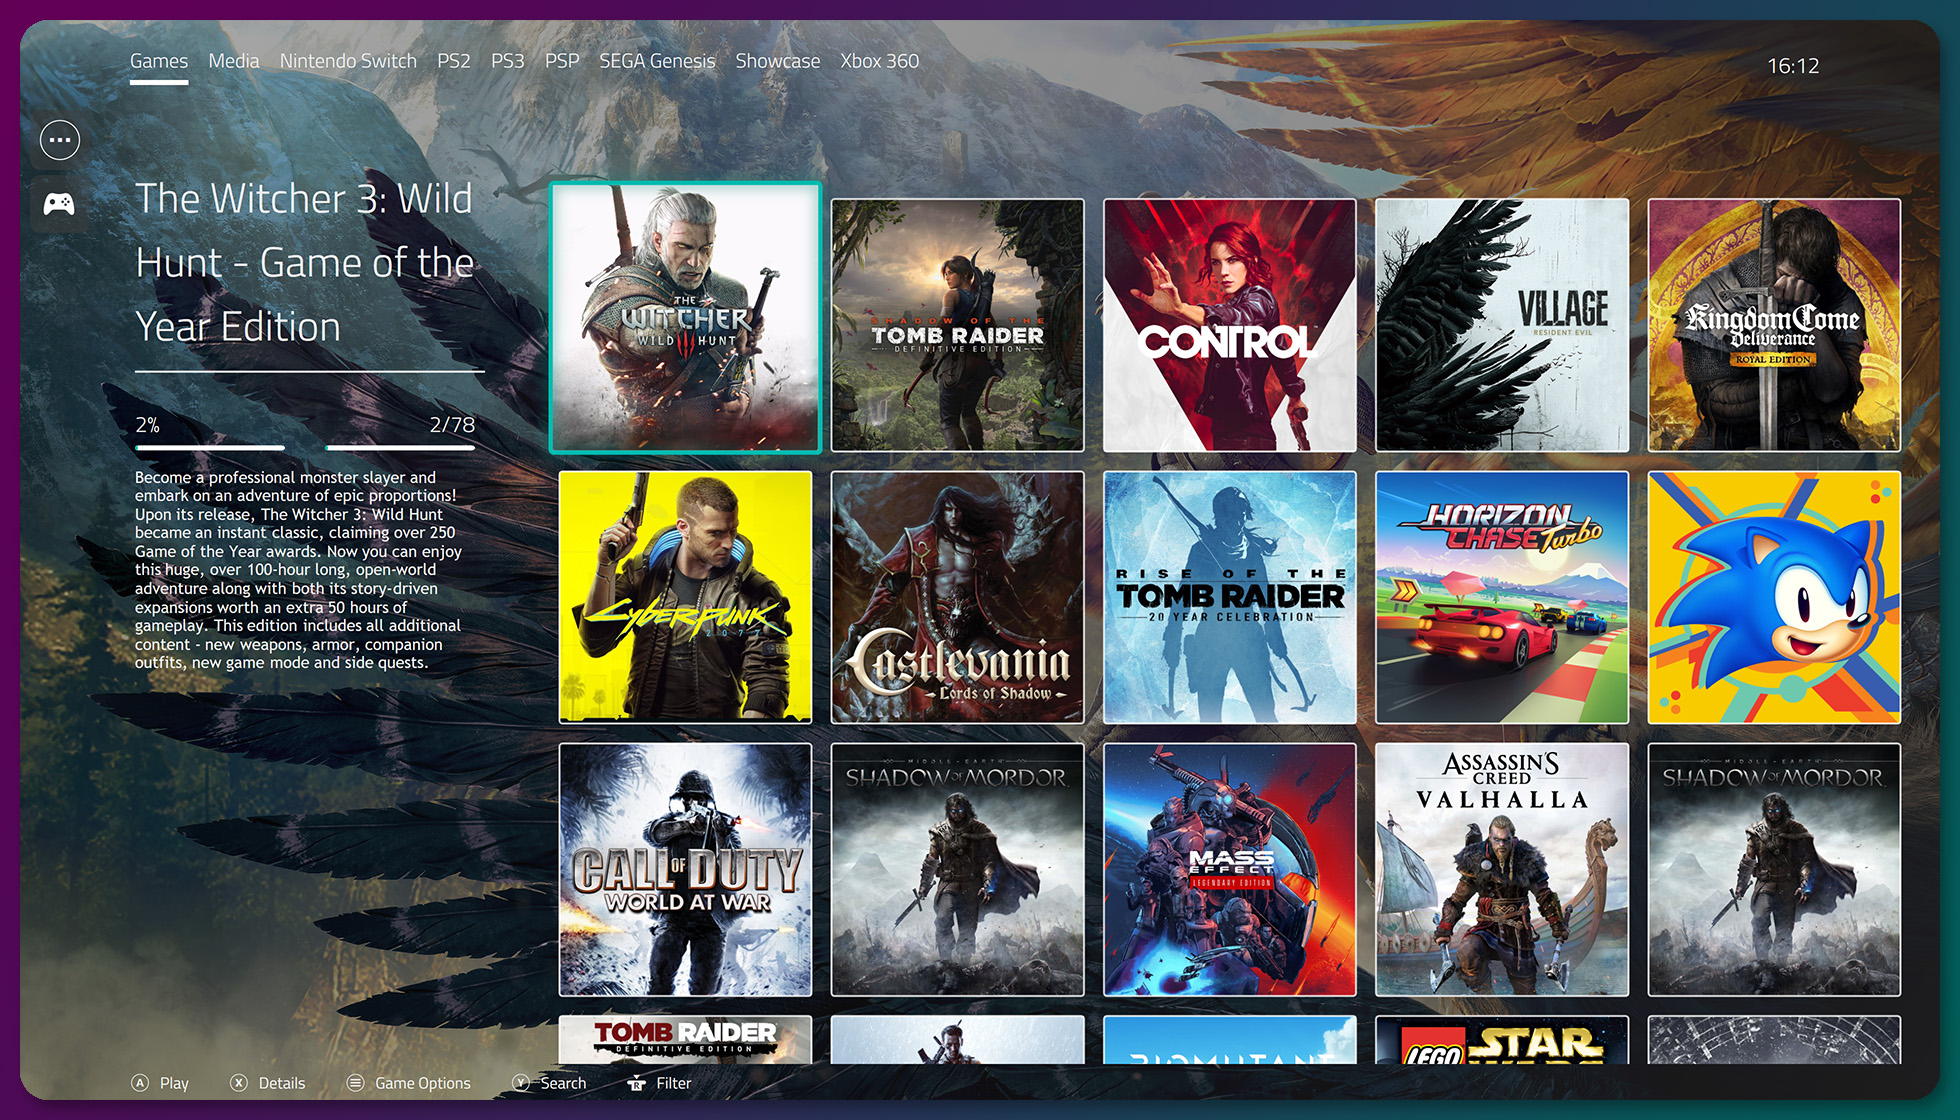 Games Media Nintendo Switch PS2 PS3 PSP SEGA Genesis Showcase Xbox 360
16:12
The Witcher 3: Wild
Hunt - Game of the
Year Edition
2% 2/78
Become a professional monster slayer and
embark on an adventure of epic proportions!
Upon its release, The Witcher 3: Wild Hunt
became an instant classic, claiming over 250
Game of the Year awards. Now you can enjoy
this huge, over 100-hour long, open-world
adventure along with both its story-driven
expansions worth an extra 50 hours of
gameplay. This edition includes all additional
content - new weapons, armor, companion
outfits, new game mode and side quests.
THE
WITCHER
WILD HUNT
SHADOW OF THE
TOMB RAIDER
DEFINITIVE EDITION
CONTROL
VILLAGE
RESIDENT EVIL
Kingdom Come
Deliverance
ROYAL EDITION
Cyberpunk
2077
Castlevania
Lords of Shadow
RISE OF THE
TOMB RAIDER
20 YEAR CELEBRATION
HORIZON
CHASE Turbo
CALL OF DUTY
WORLD AT WAR
MIDDLE-EARTH
SHADOW OF MORDOR
MASS
EFFECT
LEGENDARY EDITION
ASSASSIN'S
CREED
VALHALLA
MIDDLE-EARTH
SHADOW OF MORDOR
TOMB RAIDER
DEFINITIVE EDITION
BIOMUTANT
LEGO STAR
A Play X Details Game Options Y Search R Filter